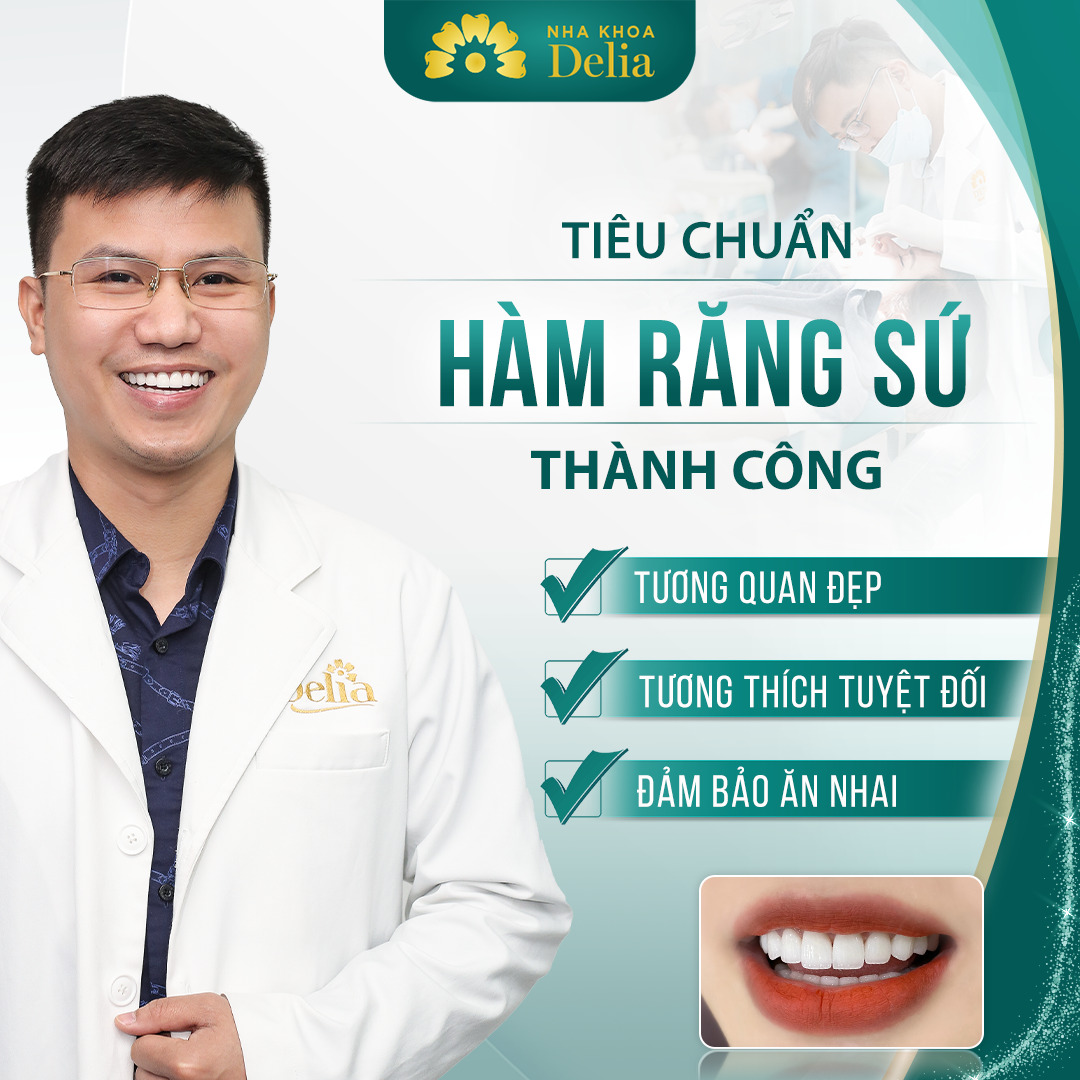 NHA KHOA
Delia
TIÊU CHUẨN
HÀM RĂNG SỨ
THÀNH CÔNG
TƯƠNG QUAN ĐẸP
TƯƠNG THÍCH TUYỆT ĐỐI
ĐẢM BẢO ĂN NHAI
Delia